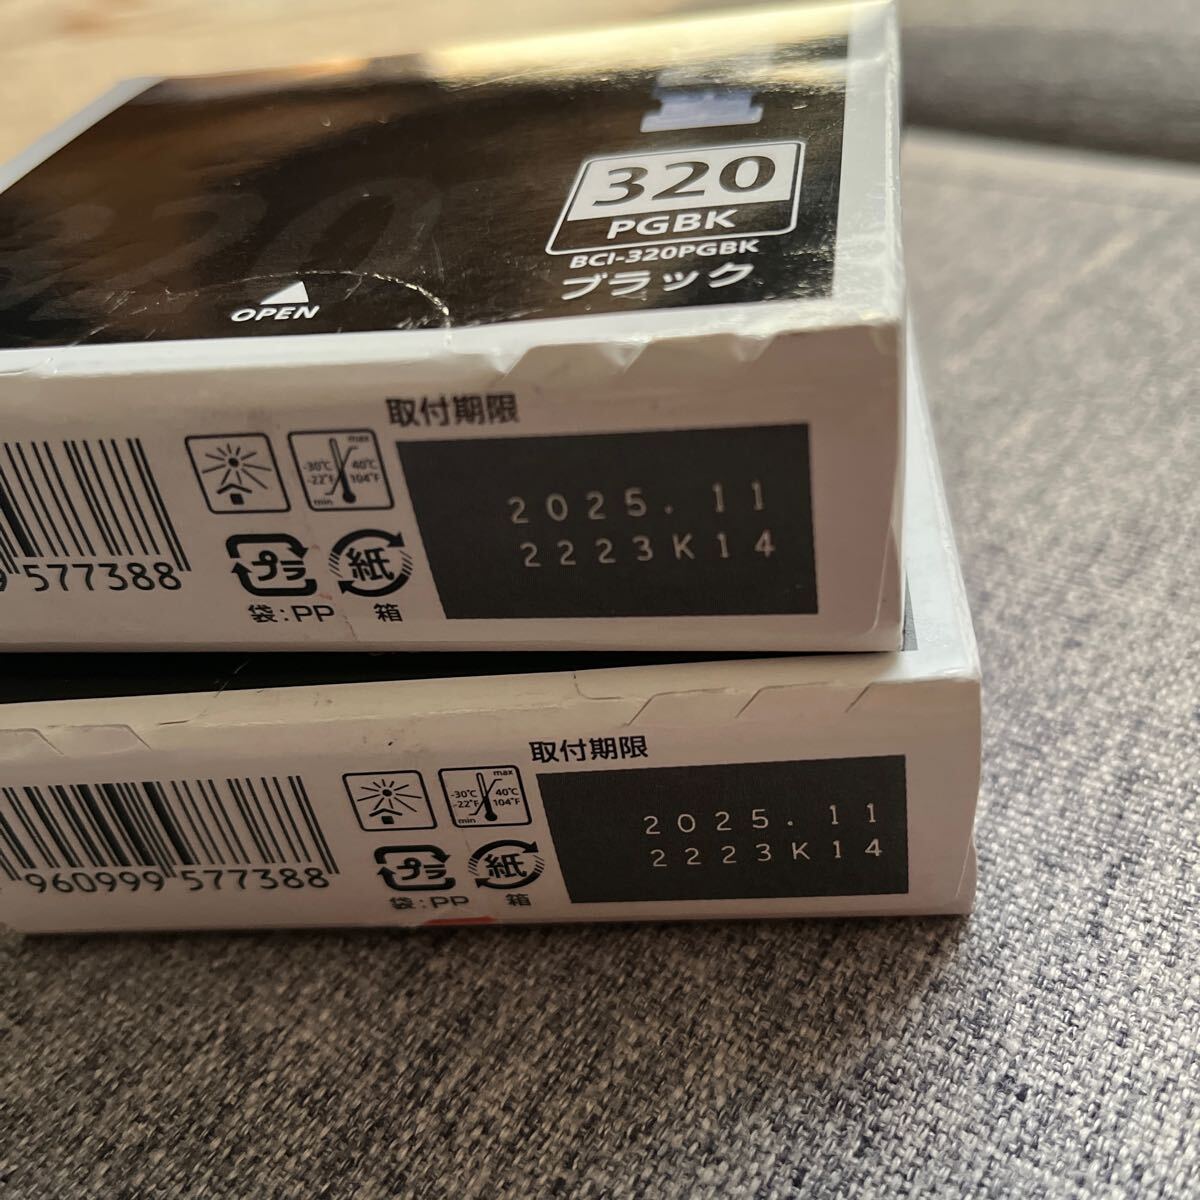 320
PGBK
BCI-320PGBK
ブラック
OPEN
取付期限
-30℃
-22°F
min
max
40℃
104°F
2025.11
2223K14
577388
プラ
紙
袋:PP
箱
取付期限
-30℃
-22°F
min
max
40℃
104°F
2025.11
2223K14
960999 577388
プラ
紙
袋:PP
箱